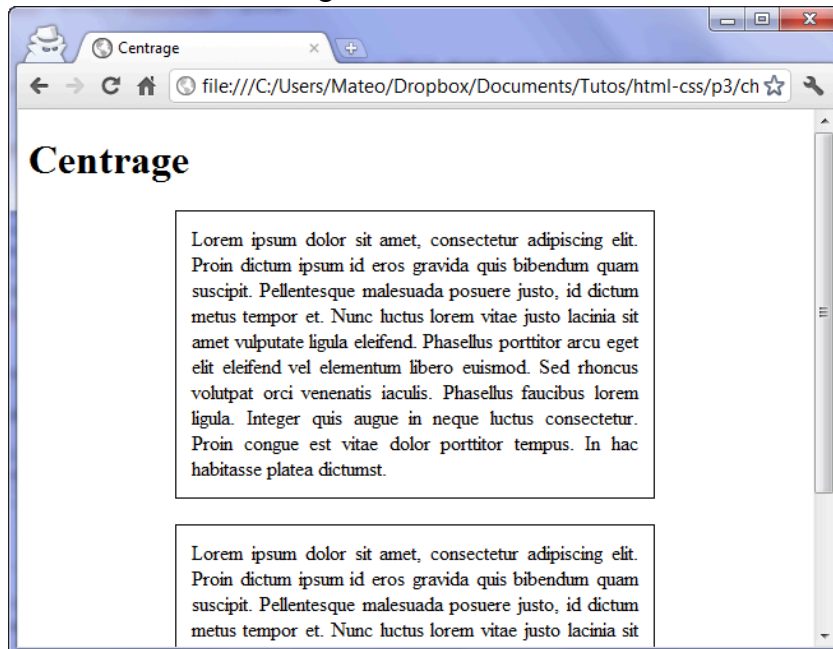 Centrage
file:///C:/Users/Mateo/Dropbox/Documents/Tutos/html-css/p3/ch
Centrage
Lorem ipsum dolor sit amet, consectetur adipiscing elit.
Proin dictum ipsum id eros gravida quis bibendum quam
suscipit. Pellentesque malesuada posuere justo, id dictum
metus tempor et. Nunc luctus lorem vitae justo lacinia sit
amet vulputate ligula eleifend. Phasellus porttitor arcu eget
elit eleifend vel elementum libero euismod. Sed rhoncus
volutpat orci venenatis iaculis. Phasellus faucibus lorem
ligula. Integer quis augue in neque luctus consectetur.
Proin congue est vitae dolor porttitor tempus. In hac
habitasse platea dictumst.
Lorem ipsum dolor sit amet, consectetur adipiscing elit.
Proin dictum ipsum id eros gravida quis bibendum quam
suscipit. Pellentesque malesuada posuere justo, id dictum
metus tempor et. Nunc luctus lorem vitae justo lacinia sit